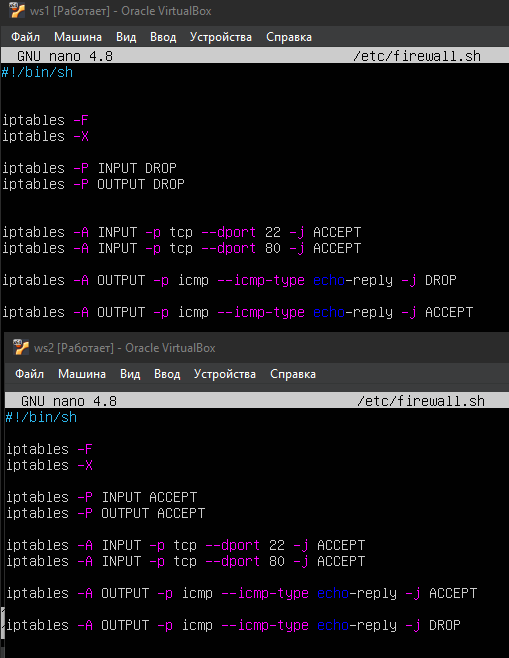 ws1 [Работает] - Oracle VirtualBox
Файл Машина Вид Ввод Устройства Справка
GNU nano 4.8 /etc/firewall.sh
#!/bin/sh
iptables -F
iptables -X
iptables -P INPUT DROP
iptables -P OUTPUT DROP
iptables -A INPUT -p tcp --dport 22 -j ACCEPT
iptables -A INPUT -p tcp --dport 80 -j ACCEPT
iptables -A OUTPUT -p icmp --icmp-type echo-reply -j DROP
iptables -A OUTPUT -p icmp --icmp-type echo-reply -j ACCEPT
ws2 [Работает] - Oracle VirtualBox
Файл Машина Вид Ввод Устройства Справка
GNU nano 4.8 /etc/firewall.sh
#!/bin/sh
iptables -F
iptables -X
iptables -P INPUT ACCEPT
iptables -P OUTPUT ACCEPT
iptables -A INPUT -p tcp --dport 22 -j ACCEPT
iptables -A INPUT -p tcp --dport 80 -j ACCEPT
iptables -A OUTPUT -p icmp --icmp-type echo-reply -j ACCEPT
iptables -A OUTPUT -p icmp --icmp-type echo-reply -j DROP